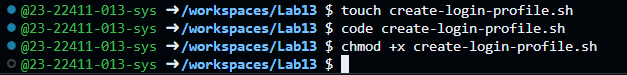 @23-22411-013-sys ➜/workspaces/Lab13 $ touch create-login-profile.sh
@23-22411-013-sys ➜/workspaces/Lab13 $ code create-login-profile.sh
@23-22411-013-sys ➜/workspaces/Lab13 $ chmod +x create-login-profile.sh
@23-22411-013-sys ➜/workspaces/Lab13 $